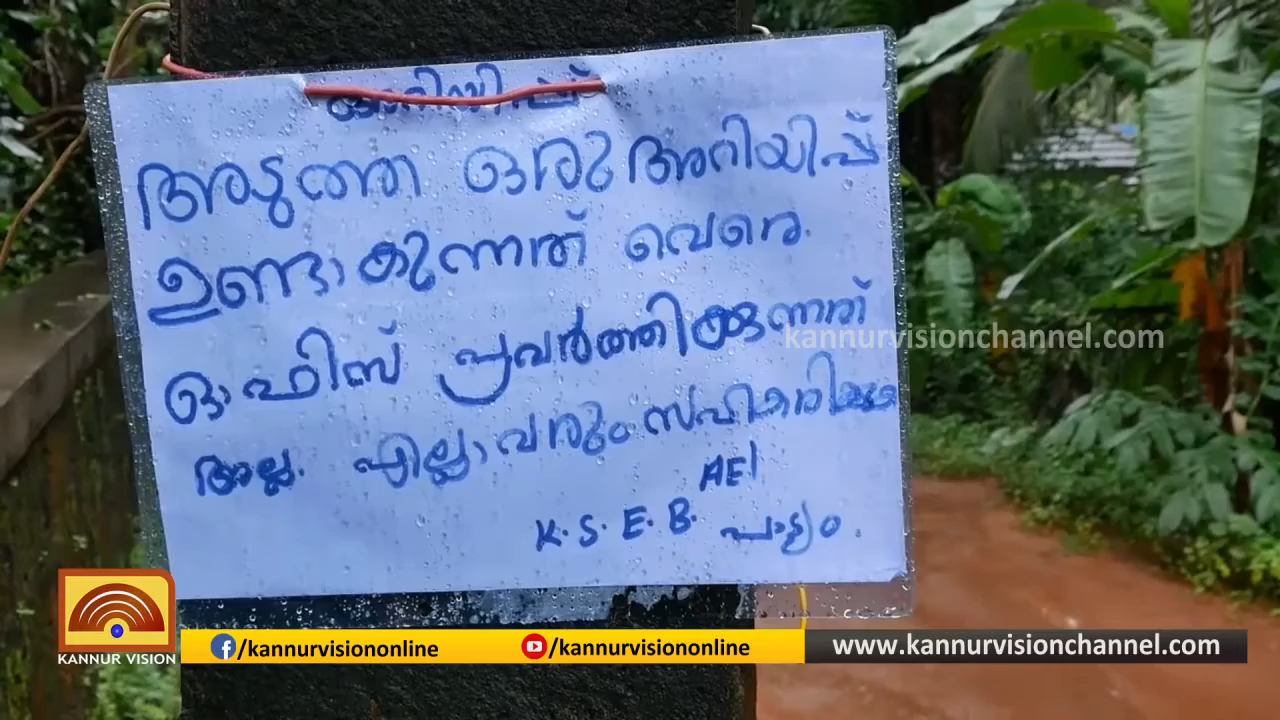 അറിയിപ്പ്
അടുത്ത ഒരു അറിയിപ്പ്
ഉണ്ടാകുന്നത് വരെ.
ഓഫിസ് പ്രവർത്തിക്കുന്നത്
അല്ല. എല്ലാവരും സഹകരിക്കുക
AE
K.S.E.B. പാട്യം.
kannurvisionchannel.com
KANNUR VISION
/kannurvisiononline
/kannurvisiononline
www.kannurvisionchannel.com